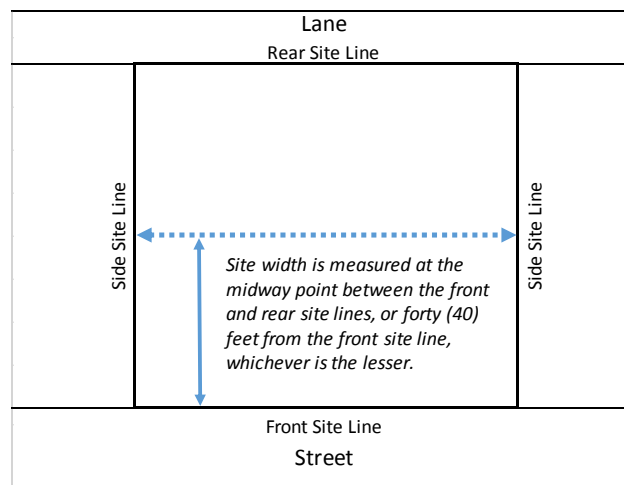 Lane
Rear Site Line
Side Site Line
Side Site Line
Site width is measured at the
midway point between the front
and rear site lines, or forty (40)
feet from the front site line,
whichever is the lesser.
Front Site Line
Street